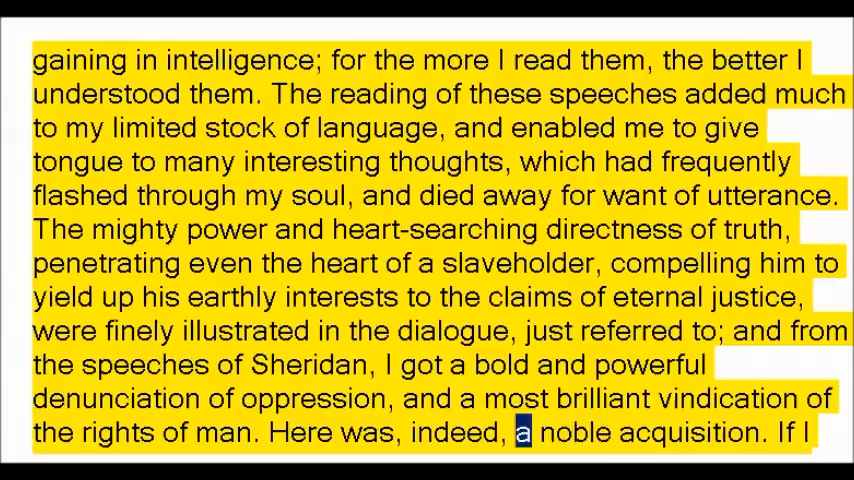 gaining in intelligence; for the more I read them, the better I
understood them. The reading of these speeches added much
to my limited stock of language, and enabled me to give
tongue to many interesting thoughts, which had frequently
flashed through my soul, and died away for want of utterance.
The mighty power and heart-searching directness of truth,
penetrating even the heart of a slaveholder, compelling him to
yield up his earthly interests to the claims of eternal justice,
were finely illustrated in the dialogue, just referred to; and from
the speeches of Sheridan, I got a bold and powerful
denunciation of oppression, and a most brilliant vindication of
the rights of man. Here was, indeed, a noble acquisition. If I